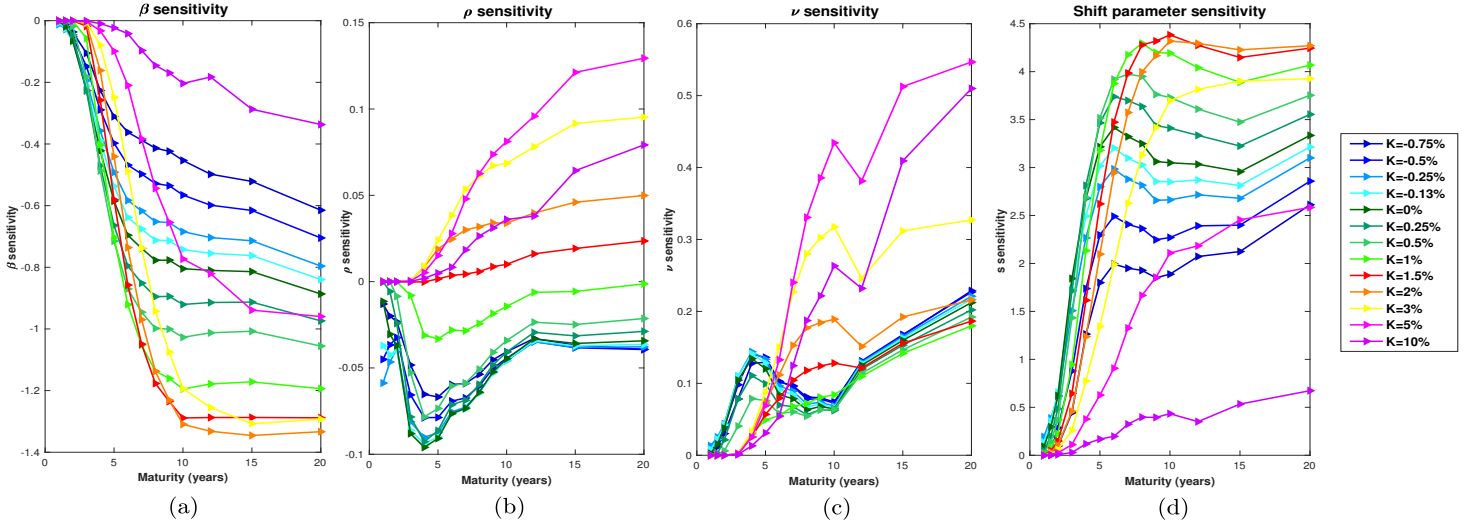 β sensitivity
ρ sensitivity
ν sensitivity
Shift parameter sensitivity
β sensitivity
0
-0.2
-0.4
-0.6
-0.8
-1
-1.2
-1.4
0 5 10 15 20
Maturity (years)
(a)
ρ sensitivity
0.15
0.1
0.05
0
-0.05
-0.1
0 5 10 15 20
Maturity (years)
(b)
ν sensitivity
0.6
0.5
0.4
0.3
0.2
0.1
0
0 5 10 15 20
Maturity (years)
(c)
s sensitivity
4.5
4
3.5
3
2.5
2
1.5
1
0.5
0
0 5 10 15 20
Maturity (years)
(d)
K=-0.75%
K=-0.5%
K=-0.25%
K=-0.13%
K=0%
K=0.25%
K=0.5%
K=1%
K=1.5%
K=2%
K=3%
K=5%
K=10%